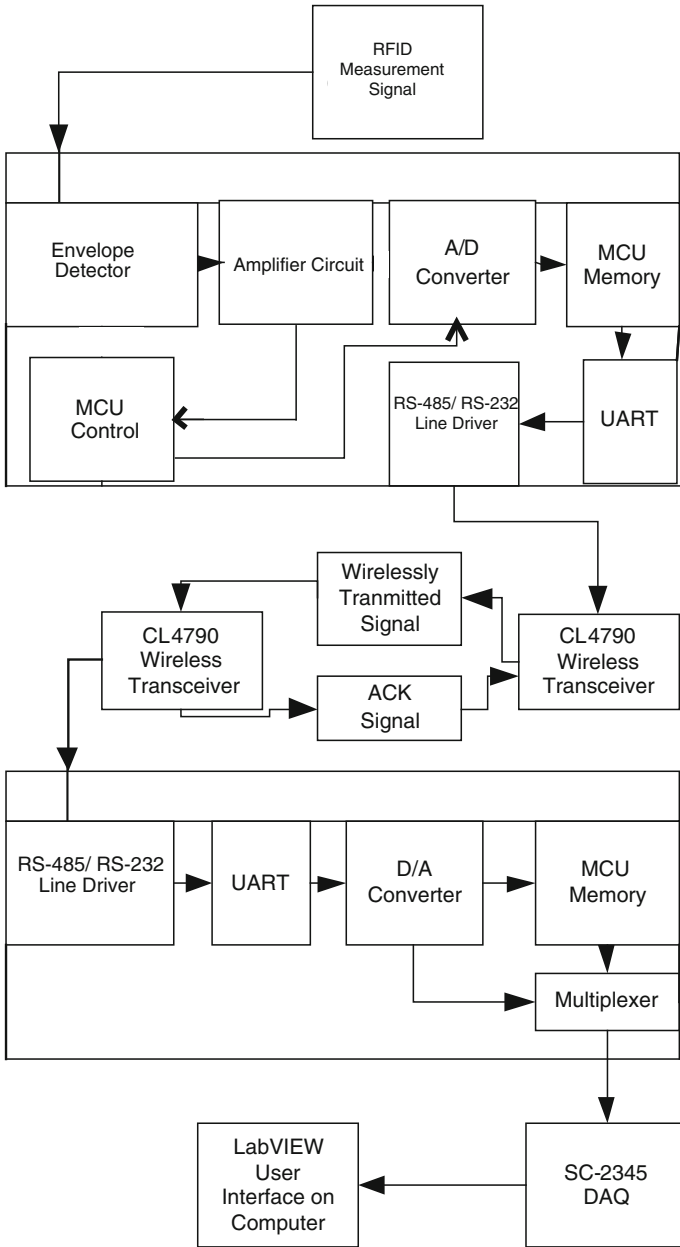 RFID
Measurement
Signal
Envelope
Detector
Amplifier Circuit
A/D
Converter
MCU
Memory
MCU
Control
RS-485/ RS-232
Line Driver
UART
Wirelessly
Tranmitted
Signal
CL4790
Wireless
Transceiver
CL4790
Wireless
Transceiver
ACK
Signal
RS-485/ RS-232
Line Driver
UART
D/A
Converter
MCU
Memory
Multiplexer
LabVIEW
User
Interface on
Computer
SC-2345
DAQ